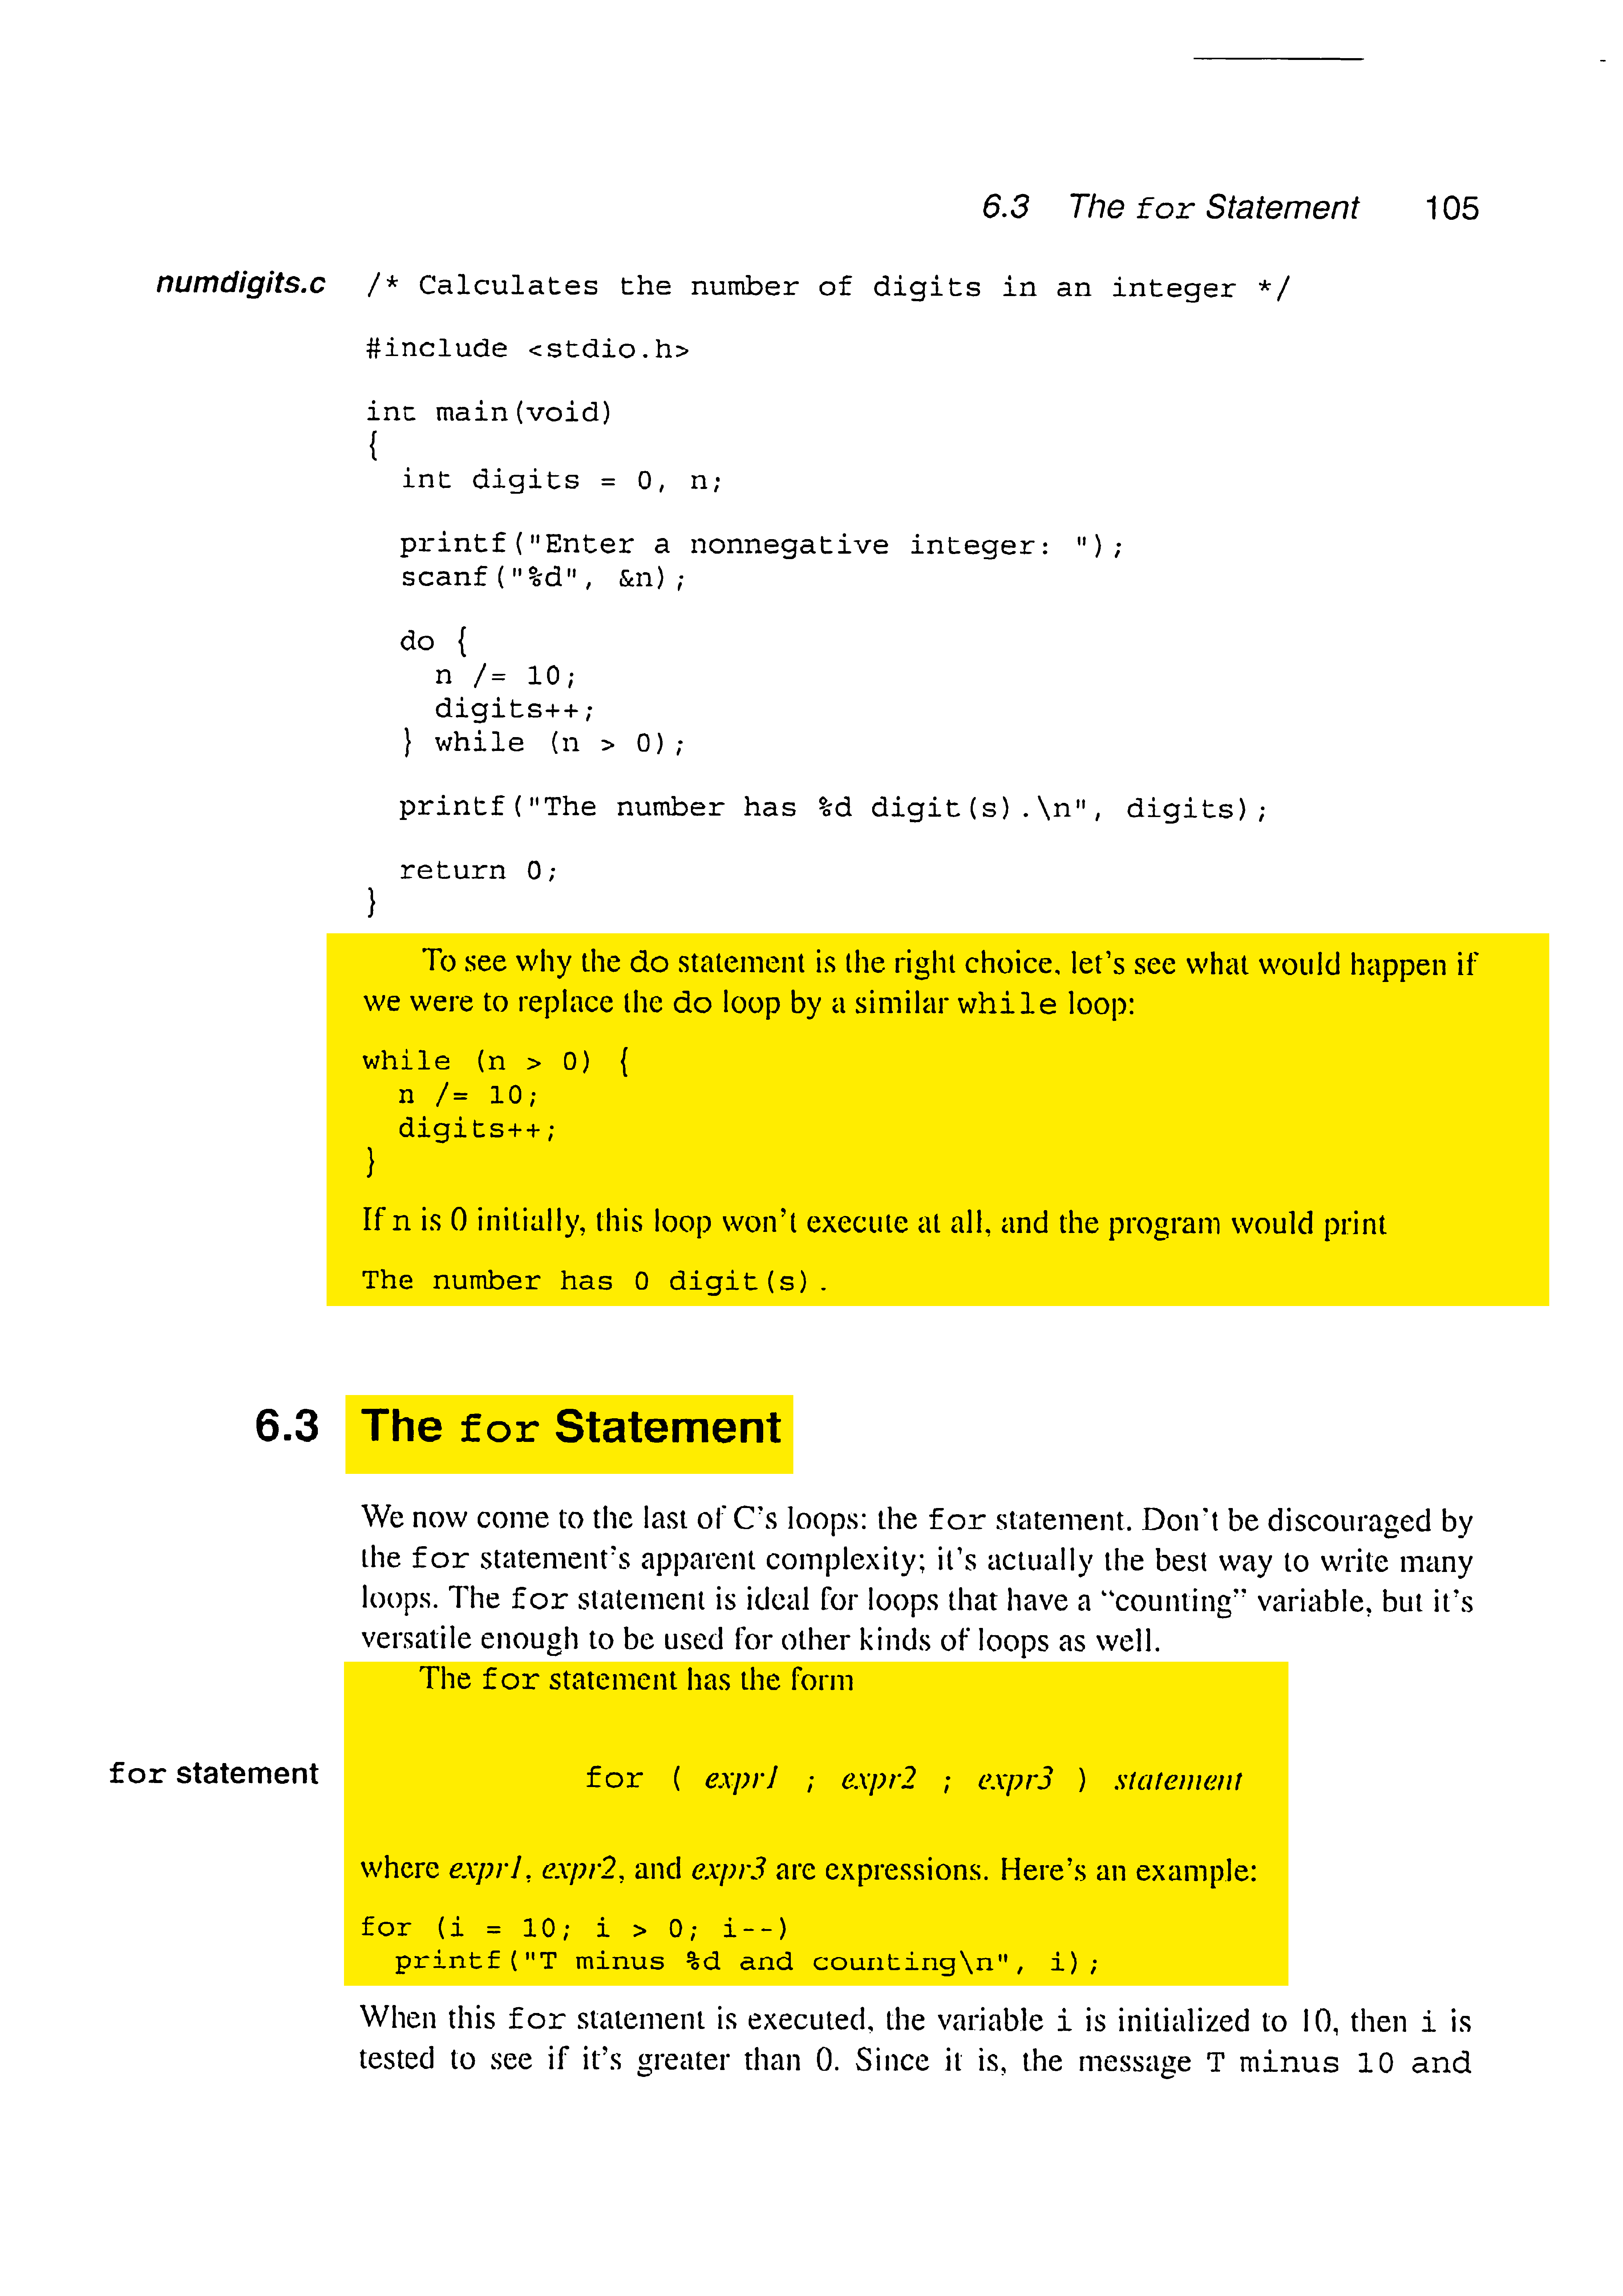 6.3 The for Statement 105
numdigits.c /* Calculates the number of digits in an integer */
#include <stdio.h>
int main(void)
{
int digits = 0, n;
printf("Enter a nonnegative integer: ");
scanf("%d", &n);
do {
n /= 10;
digits++;
} while (n > 0);
printf("The number has %d digit(s).\n", digits);
return 0;
}
To see why the do statement is the right choice, let's see what would happen if
we were to replace the do loop by a similar while loop:
while (n > 0) {
n /= 10;
digits++;
}
If n is 0 initially, this loop won't execute at all, and the program would print
The number has 0 digit(s).
6.3 The for Statement
We now come to the last of C's loops: the for statement. Don't be discouraged by
the for statement's apparent complexity; it's actually the best way to write many
loops. The for statement is ideal for loops that have a "counting" variable, but it's
versatile enough to be used for other kinds of loops as well.
The for statement has the form
for statement for ( expr1 ; expr2 ; expr3 ) statement
where expr1, expr2, and expr3 are expressions. Here's an example:
for (i = 10; i > 0; i--)
printf("T minus %d and counting\n", i);
When this for statement is executed, the variable i is initialized to 10, then i is
tested to see if it's greater than 0. Since it is, the message T minus 10 and